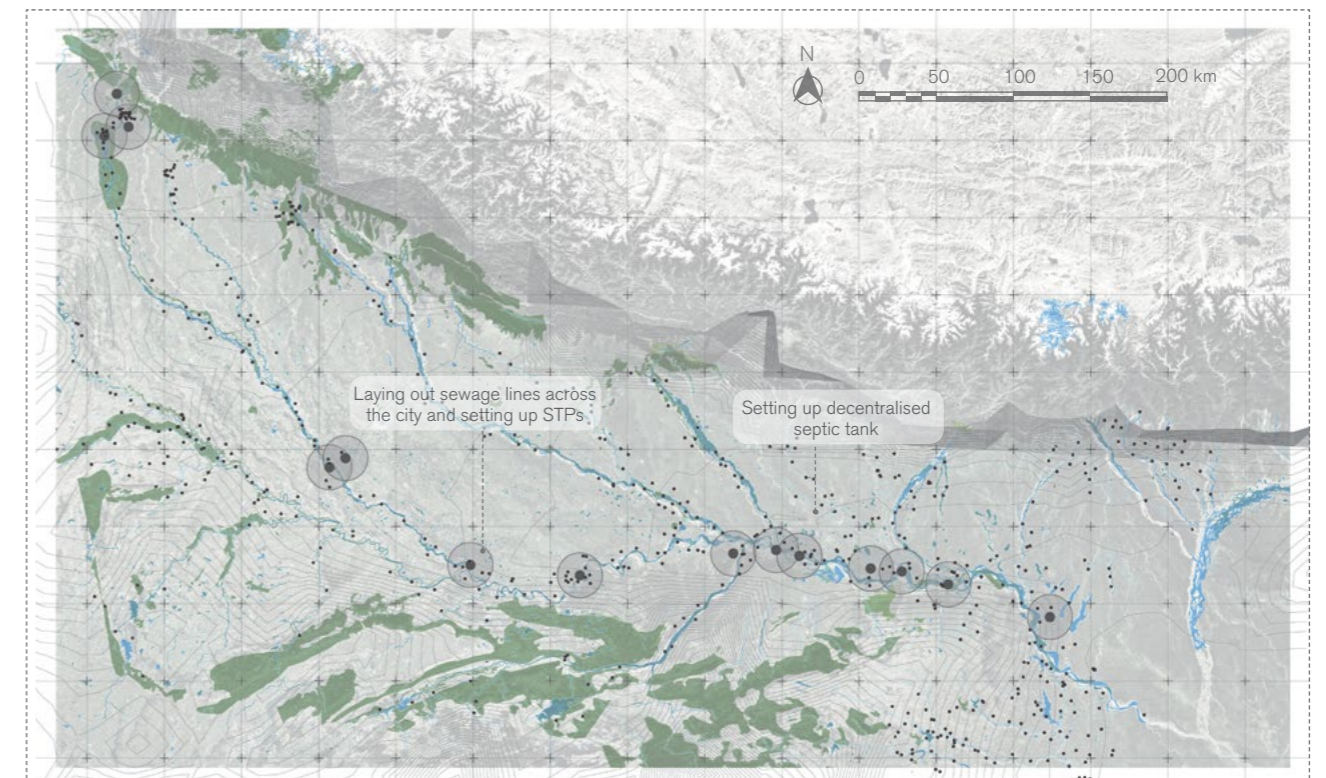 N
0 50 100 150 200 km
Laying out sewage lines across
the city and setting up STPs
Setting up decentralised
septic tank